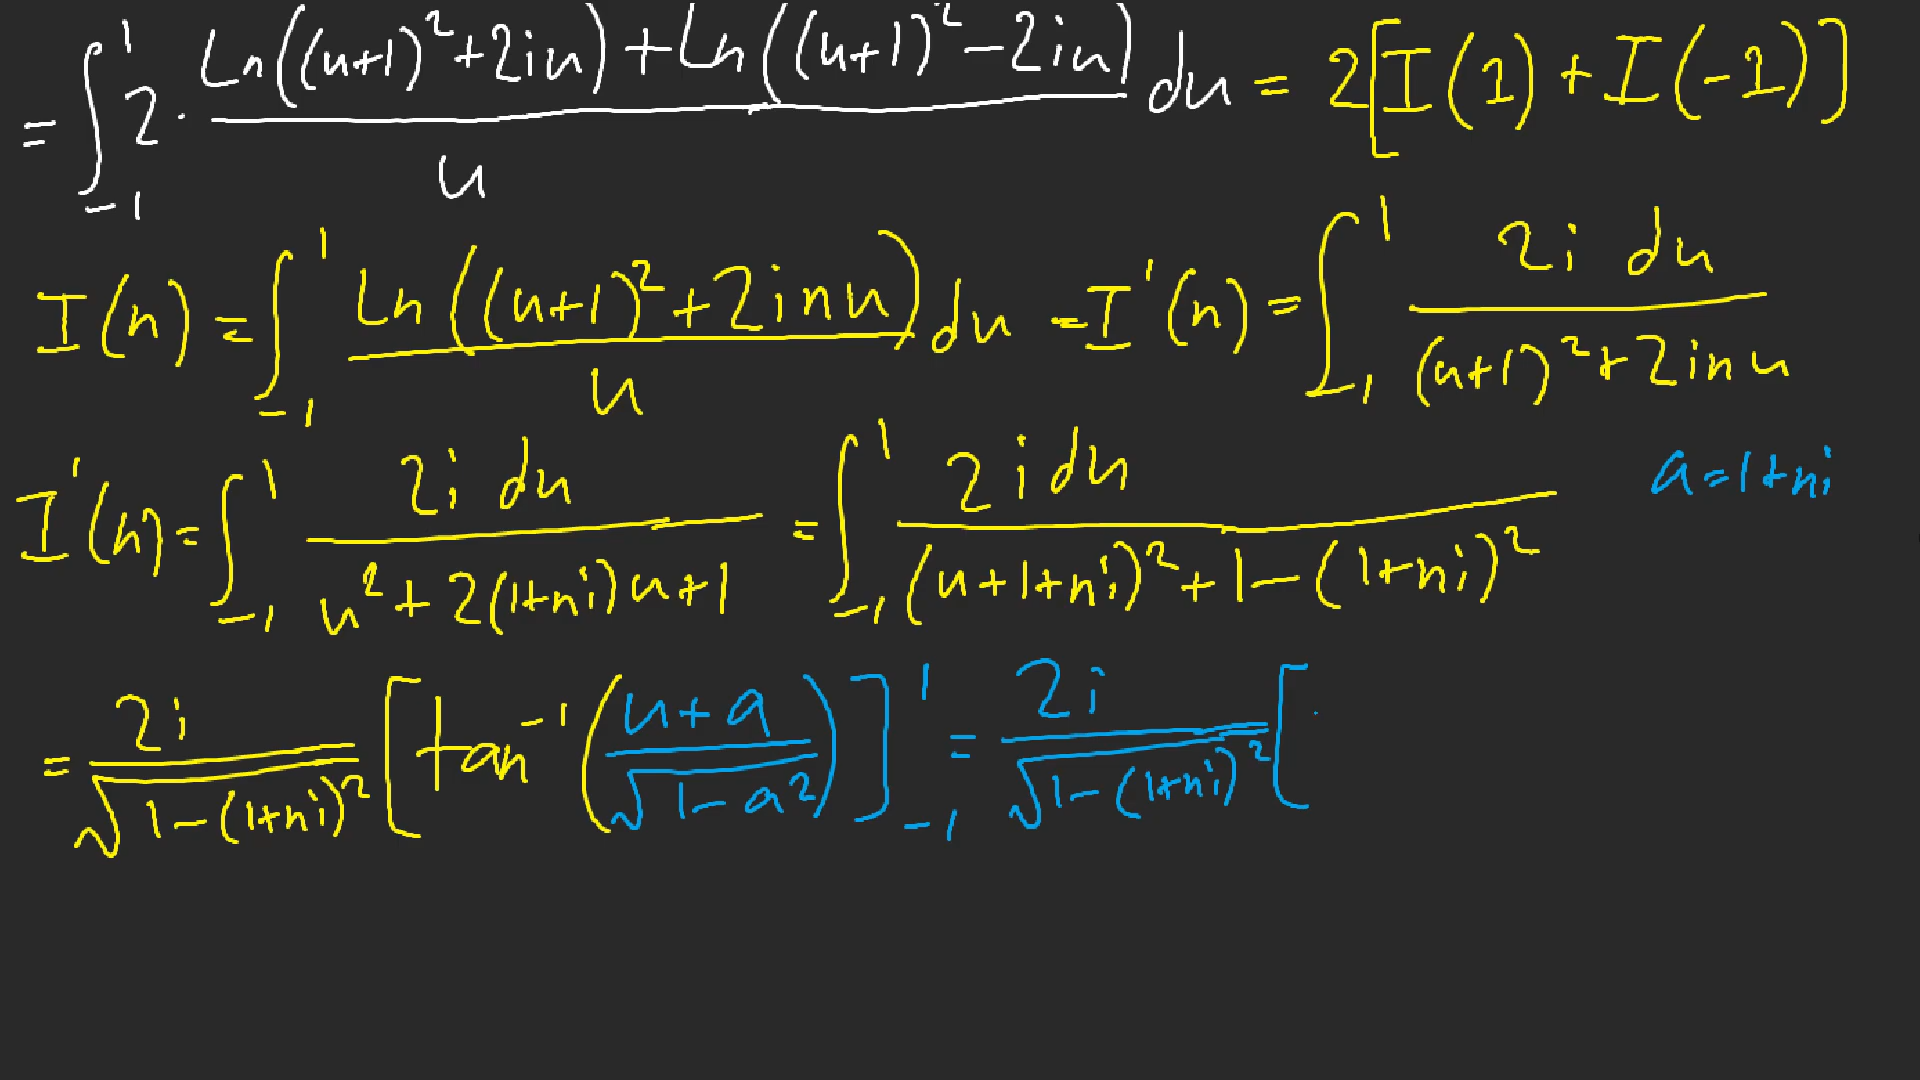 = ∫_{-1}^{1} 2 · (Ln((u+1)²+2iu) + Ln((u+1)²−2iu)) / u du = 2[I(1) + I(−1)]
I(n) = ∫_{-1}^{1} Ln((u+1)²+2inu) / u du − I'(n) = ∫_{-1}^{1} 2i du / ((u+1)²+2inu)
I'(n) = ∫_{-1}^{1} 2i du / (u²+2(1+ni)u+1) = ∫_{-1}^{1} 2i du / ((u+1+ni)²+1−(1+ni)²) a=1+ni
= 2i / √(1−(1+ni)²) [tan⁻¹((u+a) / √(1−a²))]_{-1}^{1} = 2i / √(1−(1+ni)²) [